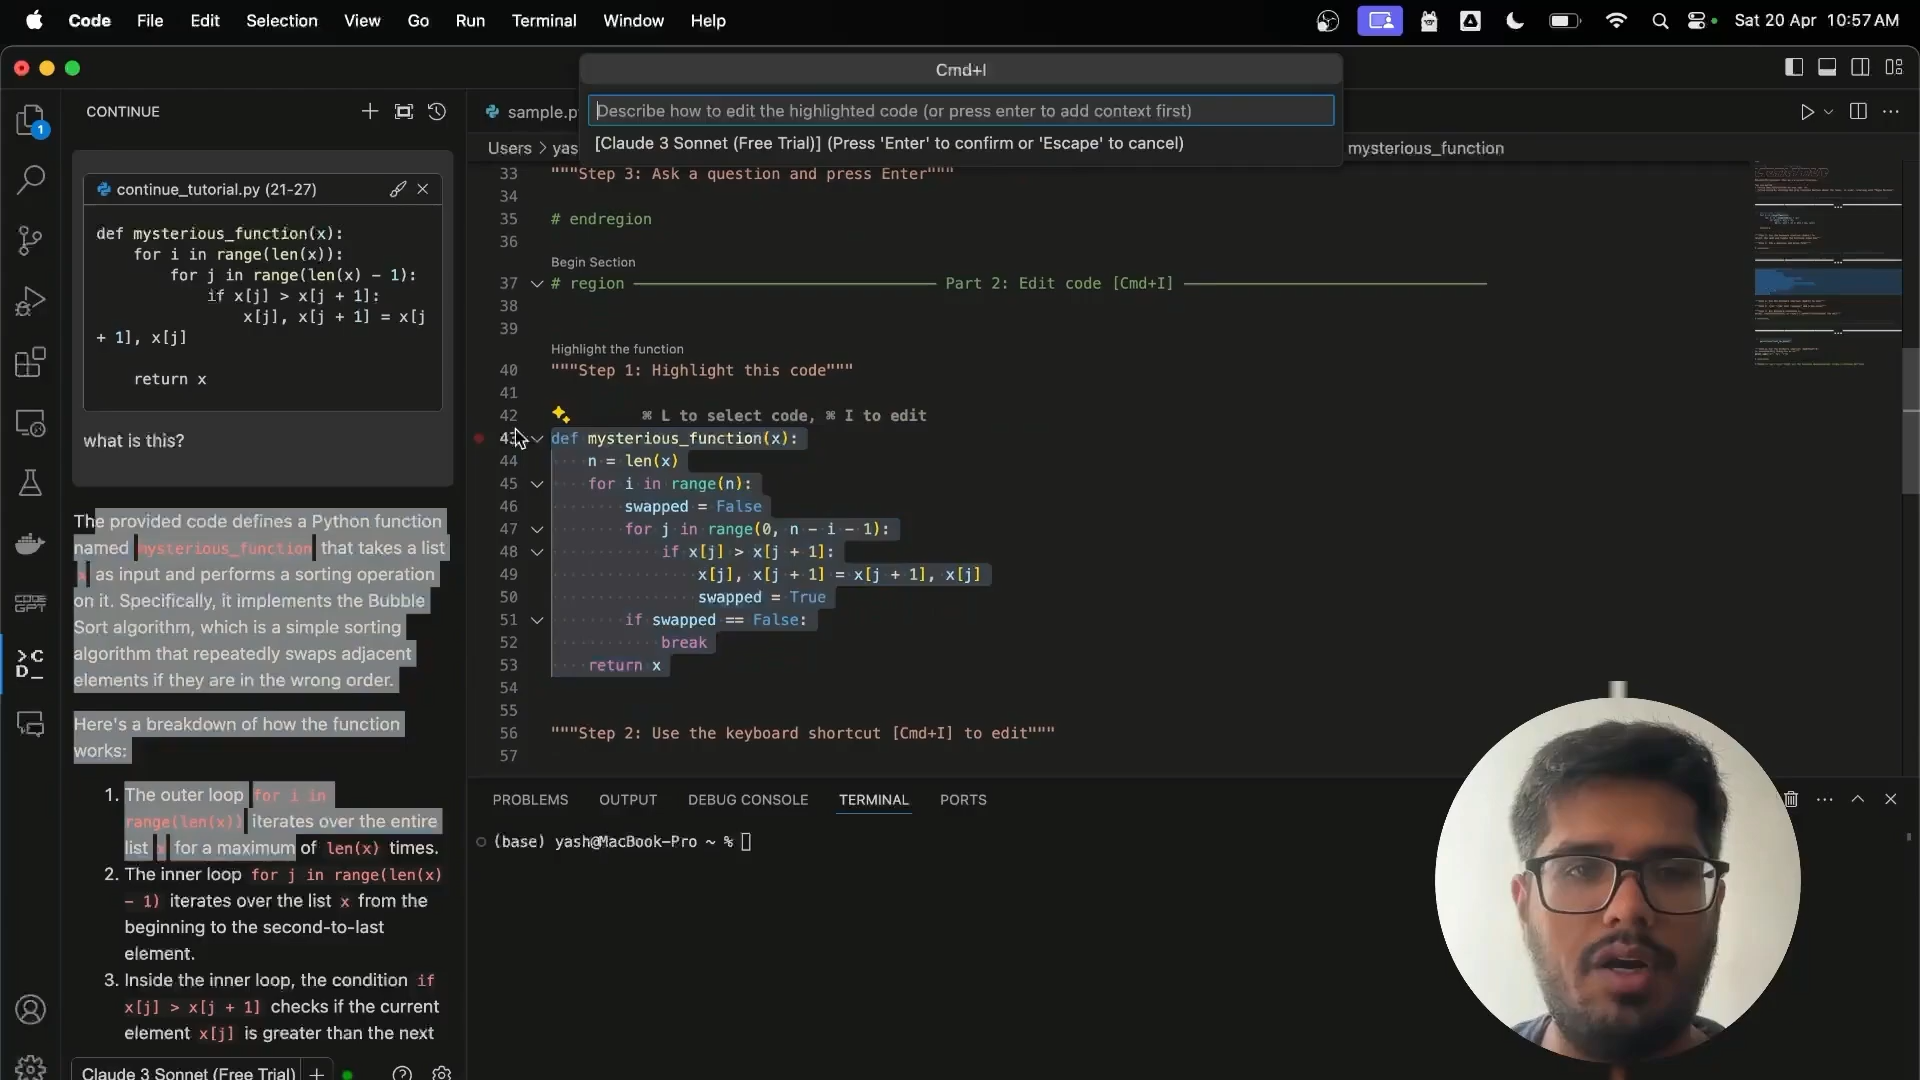 Code File Edit Selection View Go Run Terminal Window Help
Sat 20 Apr 10:57 AM
Cmd+I
Describe how to edit the highlighted code (or press enter to add context first)
[Claude 3 Sonnet (Free Trial)] (Press 'Enter' to confirm or 'Escape' to cancel)
1
CONTINUE
continue_tutorial.py (21-27)
def mysterious_function(x):
for i in range(len(x)):
for j in range(len(x) - 1):
if x[j] > x[j + 1]:
x[j], x[j + 1] = x[j
+ 1], x[j]
return x
what is this?
The provided code defines a Python function
named mysterious_function that takes a list
x as input and performs a sorting operation
on it. Specifically, it implements the Bubble
Sort algorithm, which is a simple sorting
algorithm that repeatedly swaps adjacent
elements if they are in the wrong order.
Here's a breakdown of how the function
works:
1. The outer loop for i in
range(len(x)) iterates over the entire
list x for a maximum of len(x) times.
2. The inner loop for j in range(len(x)
- 1) iterates over the list x from the
beginning to the second-to-last
element.
3. Inside the inner loop, the condition if
x[j] > x[j + 1] checks if the current
element x[j] is greater than the next
Claude 3 Sonnet (Free Trial)
CODE
GPT
>C
D_
sample.p
Users > yas
mysterious_function
33 """Step 3: Ask a question and press Enter"""
34
35 # endregion
36
Begin Section
37 # region ——— Part 2: Edit code [Cmd+I] ———
38
39
Highlight the function
40 """Step 1: Highlight this code"""
41
42 ⌘ L to select code, ⌘ I to edit
43 def mysterious_function(x):
44 n = len(x)
45 for i in range(n):
46 swapped = False
47 for j in range(0, n - i - 1):
48 if x[j] > x[j + 1]:
49 x[j], x[j + 1] = x[j + 1], x[j]
50 swapped = True
51 if swapped == False:
52 break
53 return x
54
55
56 """Step 2: Use the keyboard shortcut [Cmd+I] to edit"""
57
PROBLEMS OUTPUT DEBUG CONSOLE TERMINAL PORTS
(base) yash@MacBook-Pro ~ %